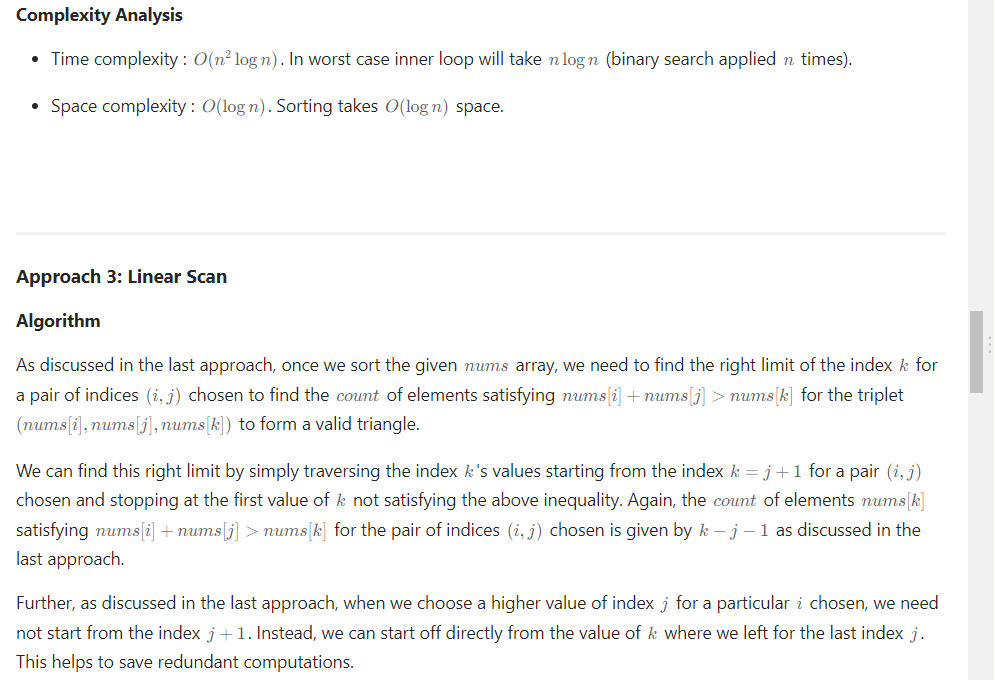 Complexity Analysis
• Time complexity : O(n² log n). In worst case inner loop will take n log n (binary search applied n times).
• Space complexity : O(log n). Sorting takes O(log n) space.
Approach 3: Linear Scan
Algorithm
As discussed in the last approach, once we sort the given nums array, we need to find the right limit of the index k for
a pair of indices (i, j) chosen to find the count of elements satisfying nums[i] + nums[j] > nums[k] for the triplet
(nums[i], nums[j], nums[k]) to form a valid triangle.
We can find this right limit by simply traversing the index k's values starting from the index k = j + 1 for a pair (i, j)
chosen and stopping at the first value of k not satisfying the above inequality. Again, the count of elements nums[k]
satisfying nums[i] + nums[j] > nums[k] for the pair of indices (i, j) chosen is given by k − j − 1 as discussed in the
last approach.
Further, as discussed in the last approach, when we choose a higher value of index j for a particular i chosen, we need
not start from the index j + 1. Instead, we can start off directly from the value of k where we left for the last index j.
This helps to save redundant computations.